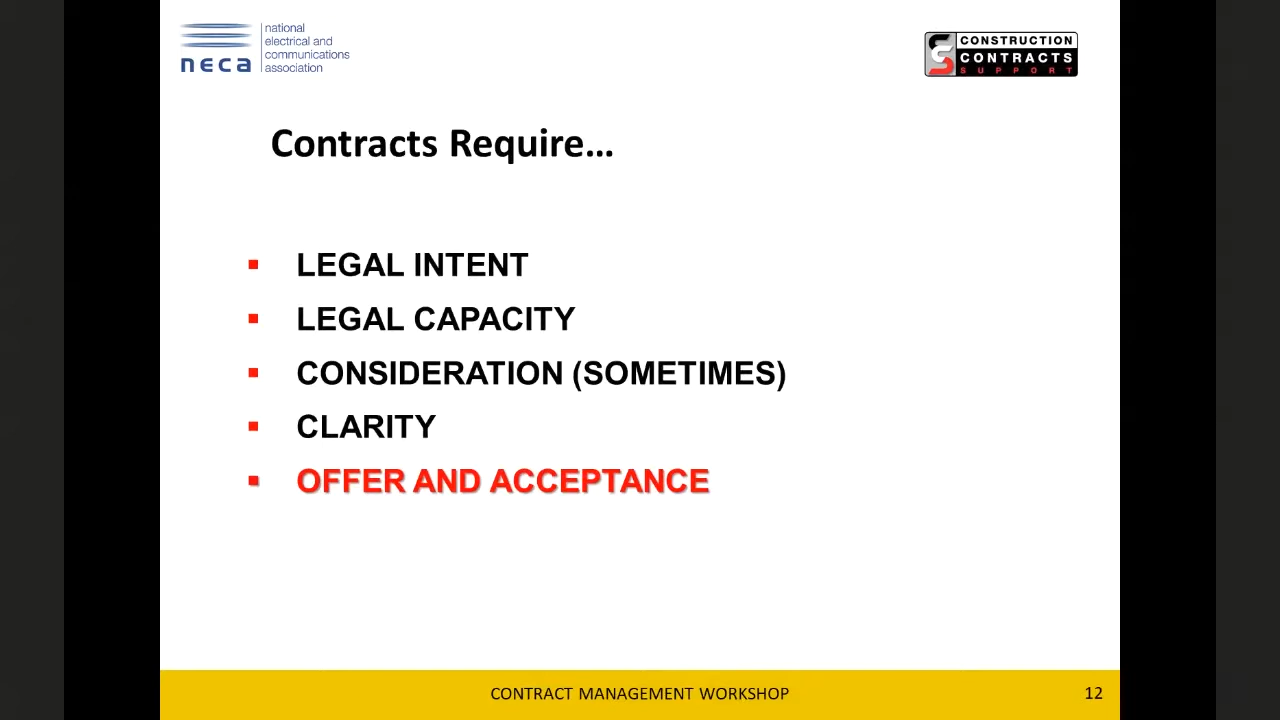 neca
national
electrical and
communications
association
CONSTRUCTION
CONTRACTS
SUPPORT
Contracts Require...
LEGAL INTENT
LEGAL CAPACITY
CONSIDERATION (SOMETIMES)
CLARITY
OFFER AND ACCEPTANCE
CONTRACT MANAGEMENT WORKSHOP
12